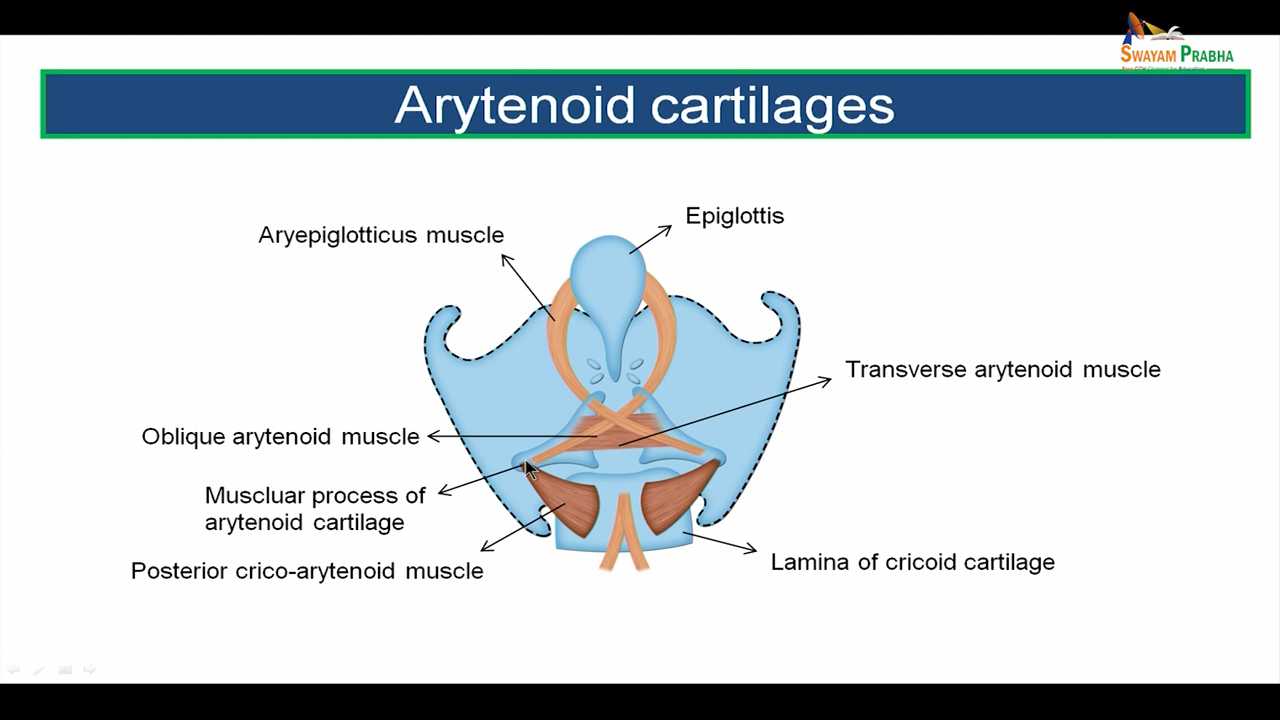 SWAYAM PRABHA
Arytenoid cartilages
Epiglottis
Aryepiglotticus muscle
Transverse arytenoid muscle
Oblique arytenoid muscle
Muscluar process of
arytenoid cartilage
Posterior crico-arytenoid muscle
Lamina of cricoid cartilage